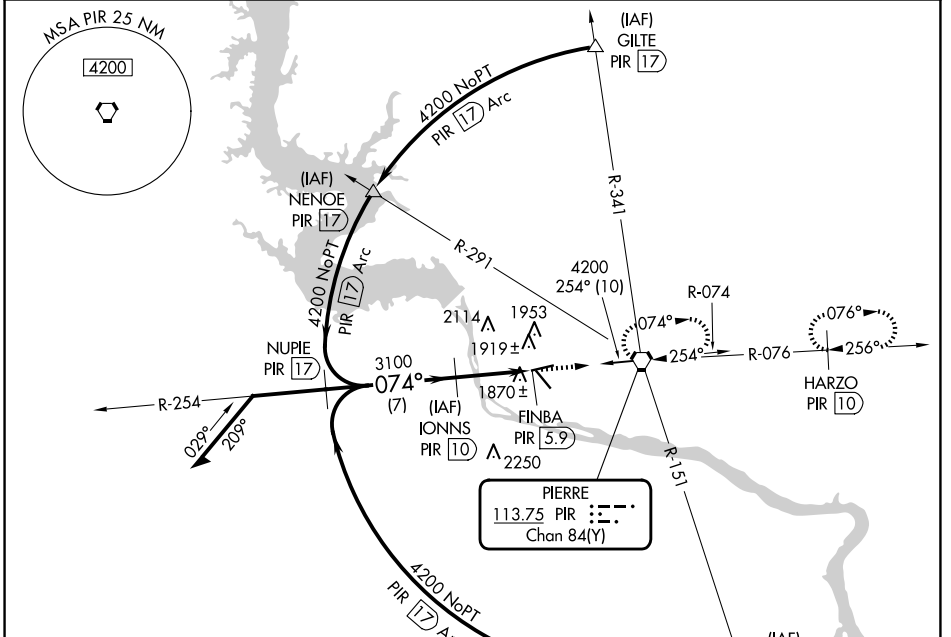 MSA PIR 25 NM
4200
(IAF)
GILTE
PIR 17
4200 NoPT
PIR 17 Arc
(IAF)
NENOE
PIR 17
R-341
R-291
4200 NoPT
PIR 17 Arc
4200
254° (10)
R-074
2114
1953
1919±
074°
254°
R-076
076°
256°
HARZO
PIR 10
NUPIE
PIR 17
3100
074°
(7)
R-254
029°
209°
(IAF)
IONNS
PIR 10
1870±
FINBA
PIR 5.9
2250
R-151
PIERRE
113.75 PIR
Chan 84(Y)
4200 NoPT
PIR 17 Arc
(IAF)